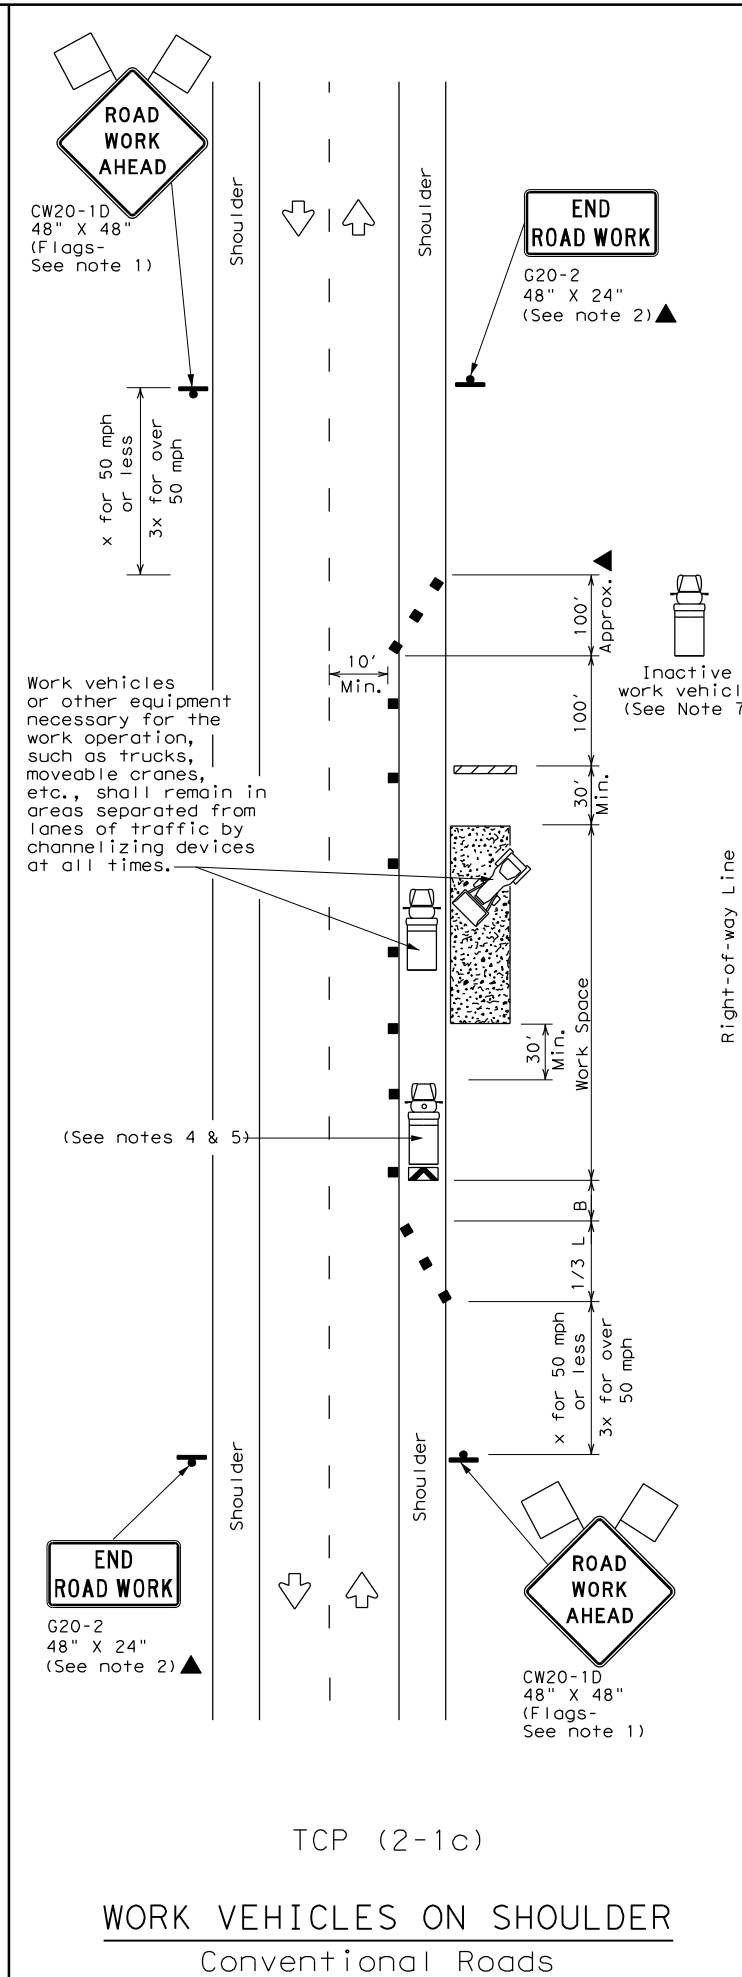 ROAD
WORK
AHEAD
CW20-1D
48" X 48"
(Flags-
See note 1)
Shoulder
Shoulder
END
ROAD WORK
G20-2
48" X 24"
(See note 2)
x for 50 mph
or less
3x for over
50 mph
100'
Approx.
Inactive
work vehicl
(See Note 7
10'
Min.
100'
30'
Min.
Work vehicles
or other equipment
necessary for the
work operation,
such as trucks,
moveable cranes,
etc., shall remain in
areas separated from
lanes of traffic by
channelizing devices
at all times.
Right-of-way Line
Work Space
30'
Min.
(See notes 4 & 5)
B
1/3 L
x for 50 mph
or less
3x for over
50 mph
Shoulder
Shoulder
END
ROAD WORK
G20-2
48" X 24"
(See note 2)
ROAD
WORK
AHEAD
CW20-1D
48" X 48"
(Flags-
See note 1)
TCP (2-1c)
WORK VEHICLES ON SHOULDER
Conventional Roads